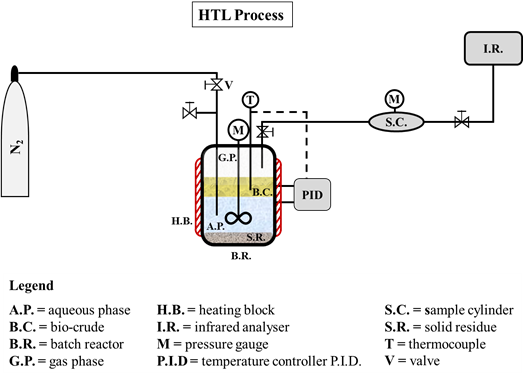 HTL Process
I.R.
M
S.C.
V
T
M
N2
G.P.
B.C.
PID
H.B.
A.P.
S.R.
B.R.
Legend
A.P. = aqueous phase
B.C. = bio-crude
B.R. = batch reactor
G.P. = gas phase
H.B. = heating block
I.R. = infrared analyser
M = pressure gauge
P.I.D = temperature controller P.I.D.
S.C. = sample cylinder
S.R. = solid residue
T = thermocouple
V = valve